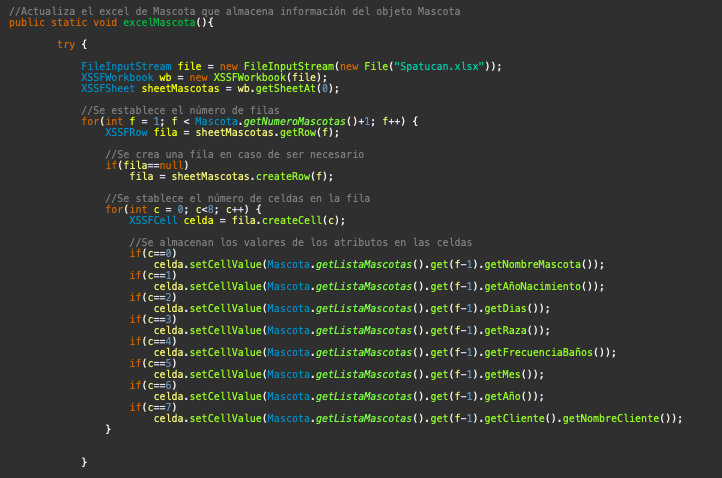 //Actualiza el excel de Mascota que almacena información del objeto Mascota
public static void excelMascota(){
try {
FileInputStream file = new FileInputStream(new File("Spatucan.xlsx"));
XSSFWorkbook wb = new XSSFWorkbook(file);
XSSFSheet sheetMascotas = wb.getSheetAt(0);
//Se establece el número de filas
for(int f = 1; f < Mascota.getNumeroMascotas()+1; f++) {
XSSFRow fila = sheetMascotas.getRow(f);
//Se crea una fila en caso de ser necesario
if(fila==null)
fila = sheetMascotas.createRow(f);
//Se stablece el número de celdas en la fila
for(int c = 0; c<8; c++) {
XSSFCell celda = fila.createCell(c);
//Se almacenan los valores de los atributos en las celdas
if(c==0)
celda.setCellValue(Mascota.getListaMascotas().get(f-1).getNombreMascota());
if(c==1)
celda.setCellValue(Mascota.getListaMascotas().get(f-1).getAñoNacimiento());
if(c==2)
celda.setCellValue(Mascota.getListaMascotas().get(f-1).getDias());
if(c==3)
celda.setCellValue(Mascota.getListaMascotas().get(f-1).getRaza());
if(c==4)
celda.setCellValue(Mascota.getListaMascotas().get(f-1).getFrecuenciaBaños());
if(c==5)
celda.setCellValue(Mascota.getListaMascotas().get(f-1).getMes());
if(c==6)
celda.setCellValue(Mascota.getListaMascotas().get(f-1).getAño());
if(c==7)
celda.setCellValue(Mascota.getListaMascotas().get(f-1).getCliente().getNombreCliente());
}
}